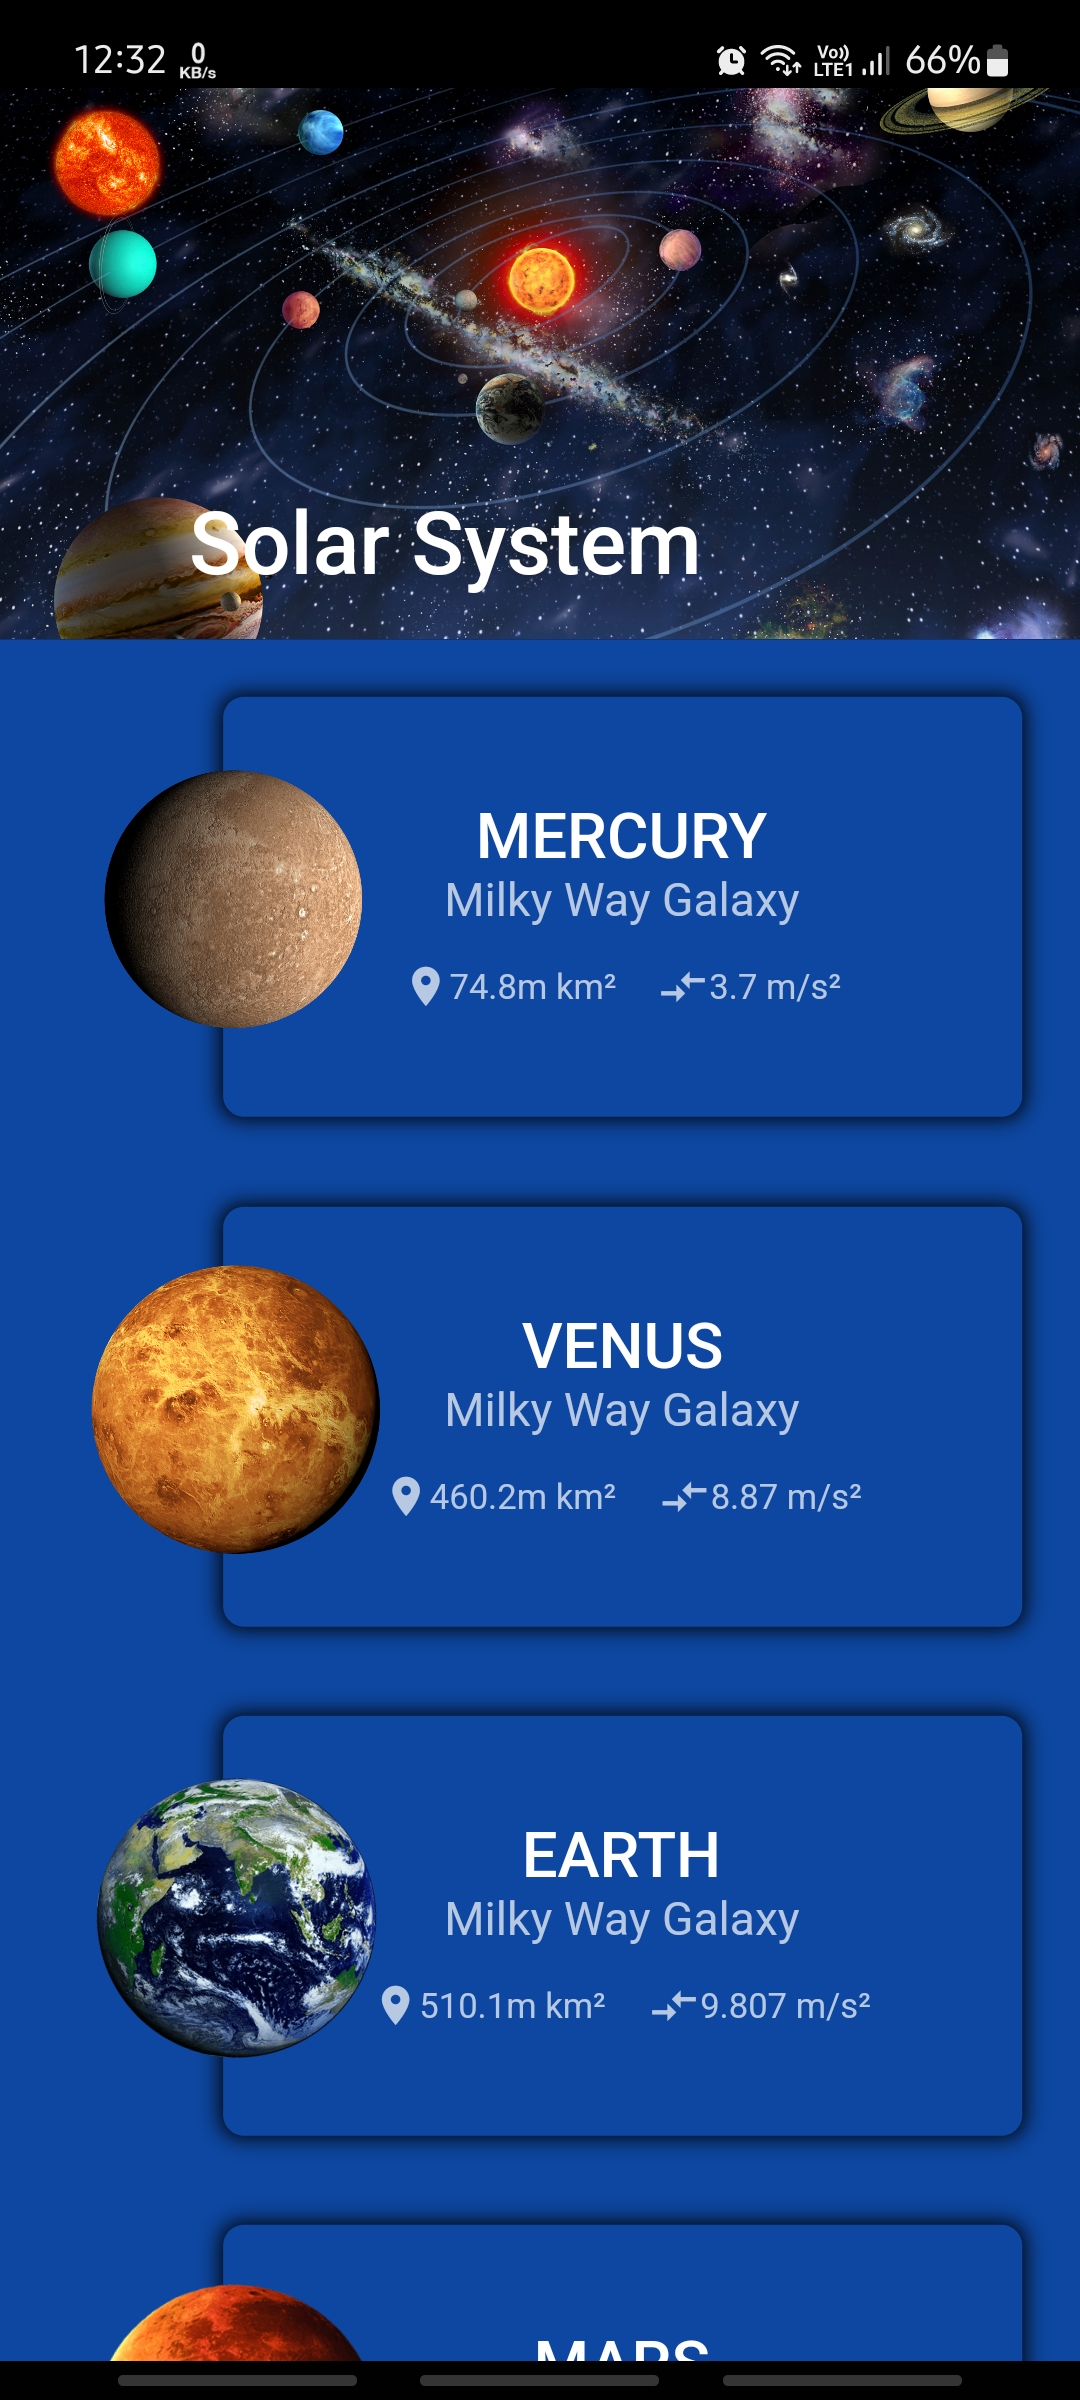 12:32 0 KB/s Vo)) LTE1 66%
Solar System
MERCURY
Milky Way Galaxy
74.8m km² 3.7 m/s²
VENUS
Milky Way Galaxy
460.2m km² 8.87 m/s²
EARTH
Milky Way Galaxy
510.1m km² 9.807 m/s²
MARS